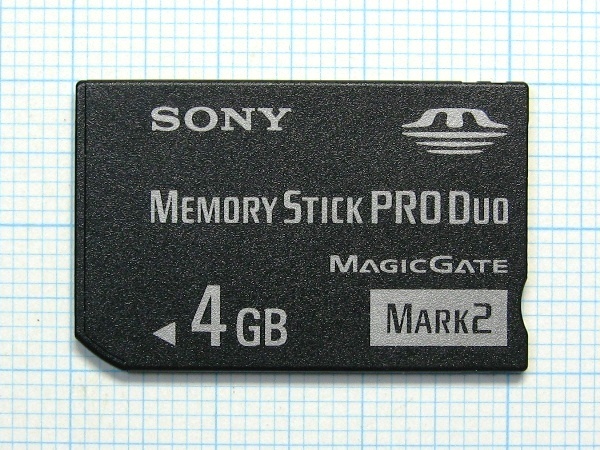 SONY
MEMORY STICK PRO DUO
MAGICGATE
4 GB
MARK2